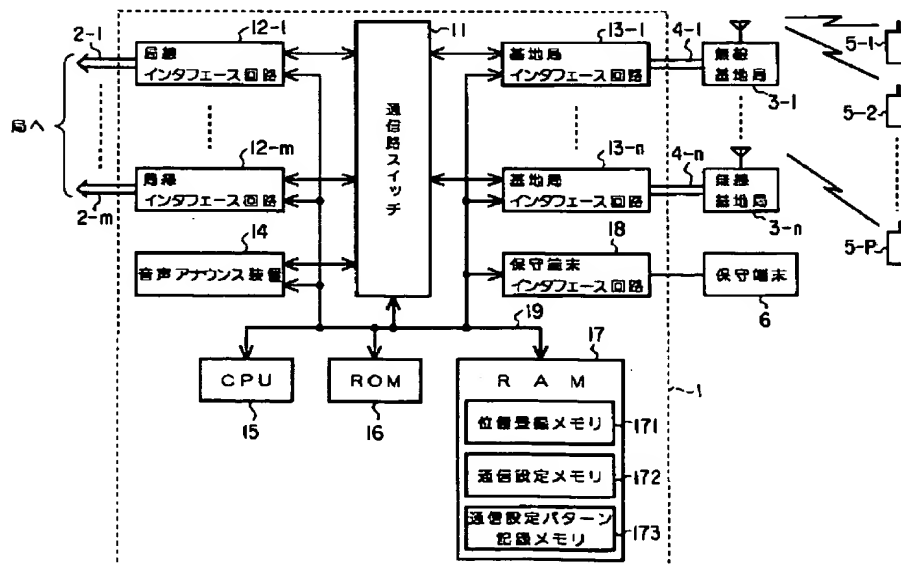 2-1
12-1
局線
インタフェース回路
局へ
12-m
局線
インタフェース回路
2-m
14
音声アナウンス装置
11
通信路スイッチ
13-1
基地局
インタフェース回路
4-1
無線
基地局
3-1
13-n
基地局
インタフェース回路
4-n
無線
基地局
3-n
5-1
5-2
5-P
18
保守端末
インタフェース回路
保守端末
6
19
CPU
15
ROM
16
17
RAM
位置登録メモリ
171
通信設定メモリ
172
通信設定パターン
記録メモリ
173
1